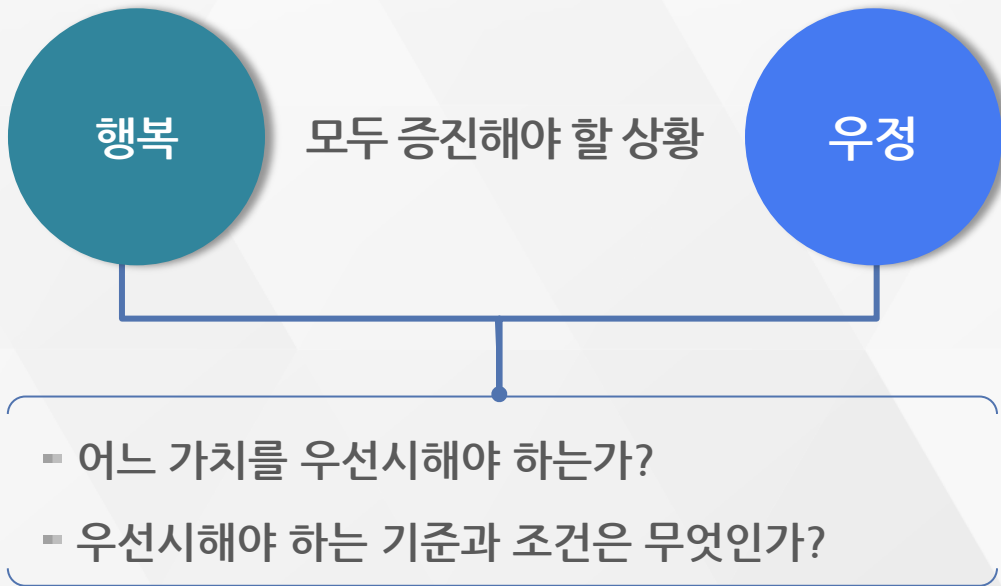 행복 모두 증진해야 할 상황 우정
어느 가치를 우선시해야 하는가?
우선시해야 하는 기준과 조건은 무엇인가?